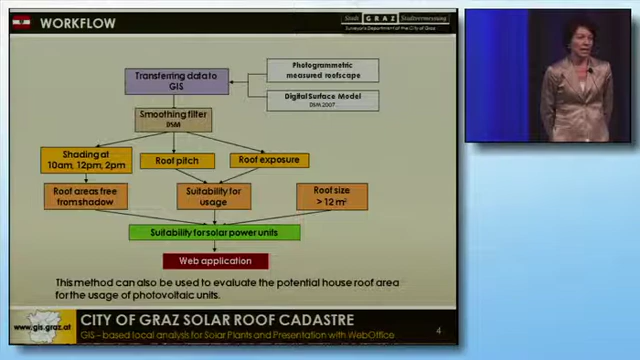 WORKFLOW
Stadt GRAZ Stadtvermessung
Surveyor's Department of the City of Graz
Photogrammetric
measured roofscape
Transferring data to
GIS
Digital Surface Model
DSM 2007
Smoothing filter
DSM
Shading at
10am, 12pm, 2pm
Roof pitch
Roof exposure
Roof areas free
from shadow
Suitability for
usage
Roof size
> 12 m²
Suitability for solar power units
Web application
This method can also be used to evaluate the potential house roof area
for the usage of photovoltaic units.
www.gis.graz.at
CITY OF GRAZ SOLAR ROOF CADASTRE
GIS – based local analysis for Solar Plants and Presentation with WebOffice
4